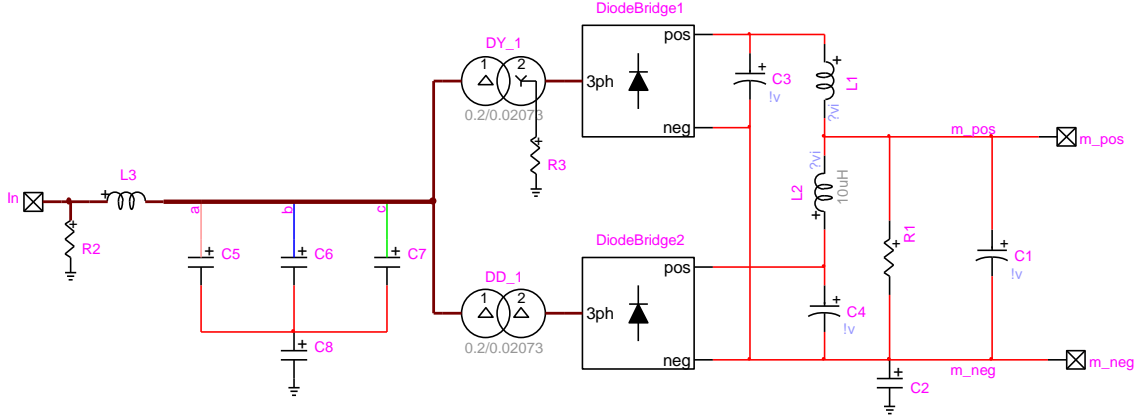 DiodeBridge1
DY_1
1
2
0.2/0.02073
3ph
pos
neg
+
C3
!v
+
L1
?vi
+
R3
m_pos
m_pos
In
+
L3
+
R2
a
b
c
+
C5
+
C6
+
C7
+
C8
?vi
L2
10uH
+
R1
+
+
C1
!v
DiodeBridge2
DD_1
1
2
0.2/0.02073
3ph
pos
neg
+
C4
!v
m_neg
m_neg
+
C2